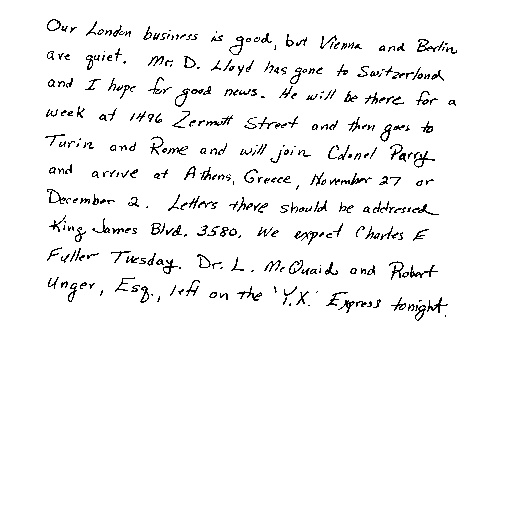 Our London business is good, but Vienna and Berlin
are quiet. Mr. D. Lloyd has gone to Switzerland
and I hope for good news. He will be there for a
week at 1496 Zermott Street and then goes to
Turin and Rome and will join Colonel Parry
and arrive at Athens, Greece, November 27 or
December 2. Letters there should be addressed
King James Blvd. 3580. We expect Charles E
Fuller Tuesday. Dr. L. McQuaid and Robert
Unger, Esq., left on the 'Y.X.' Express tonight.